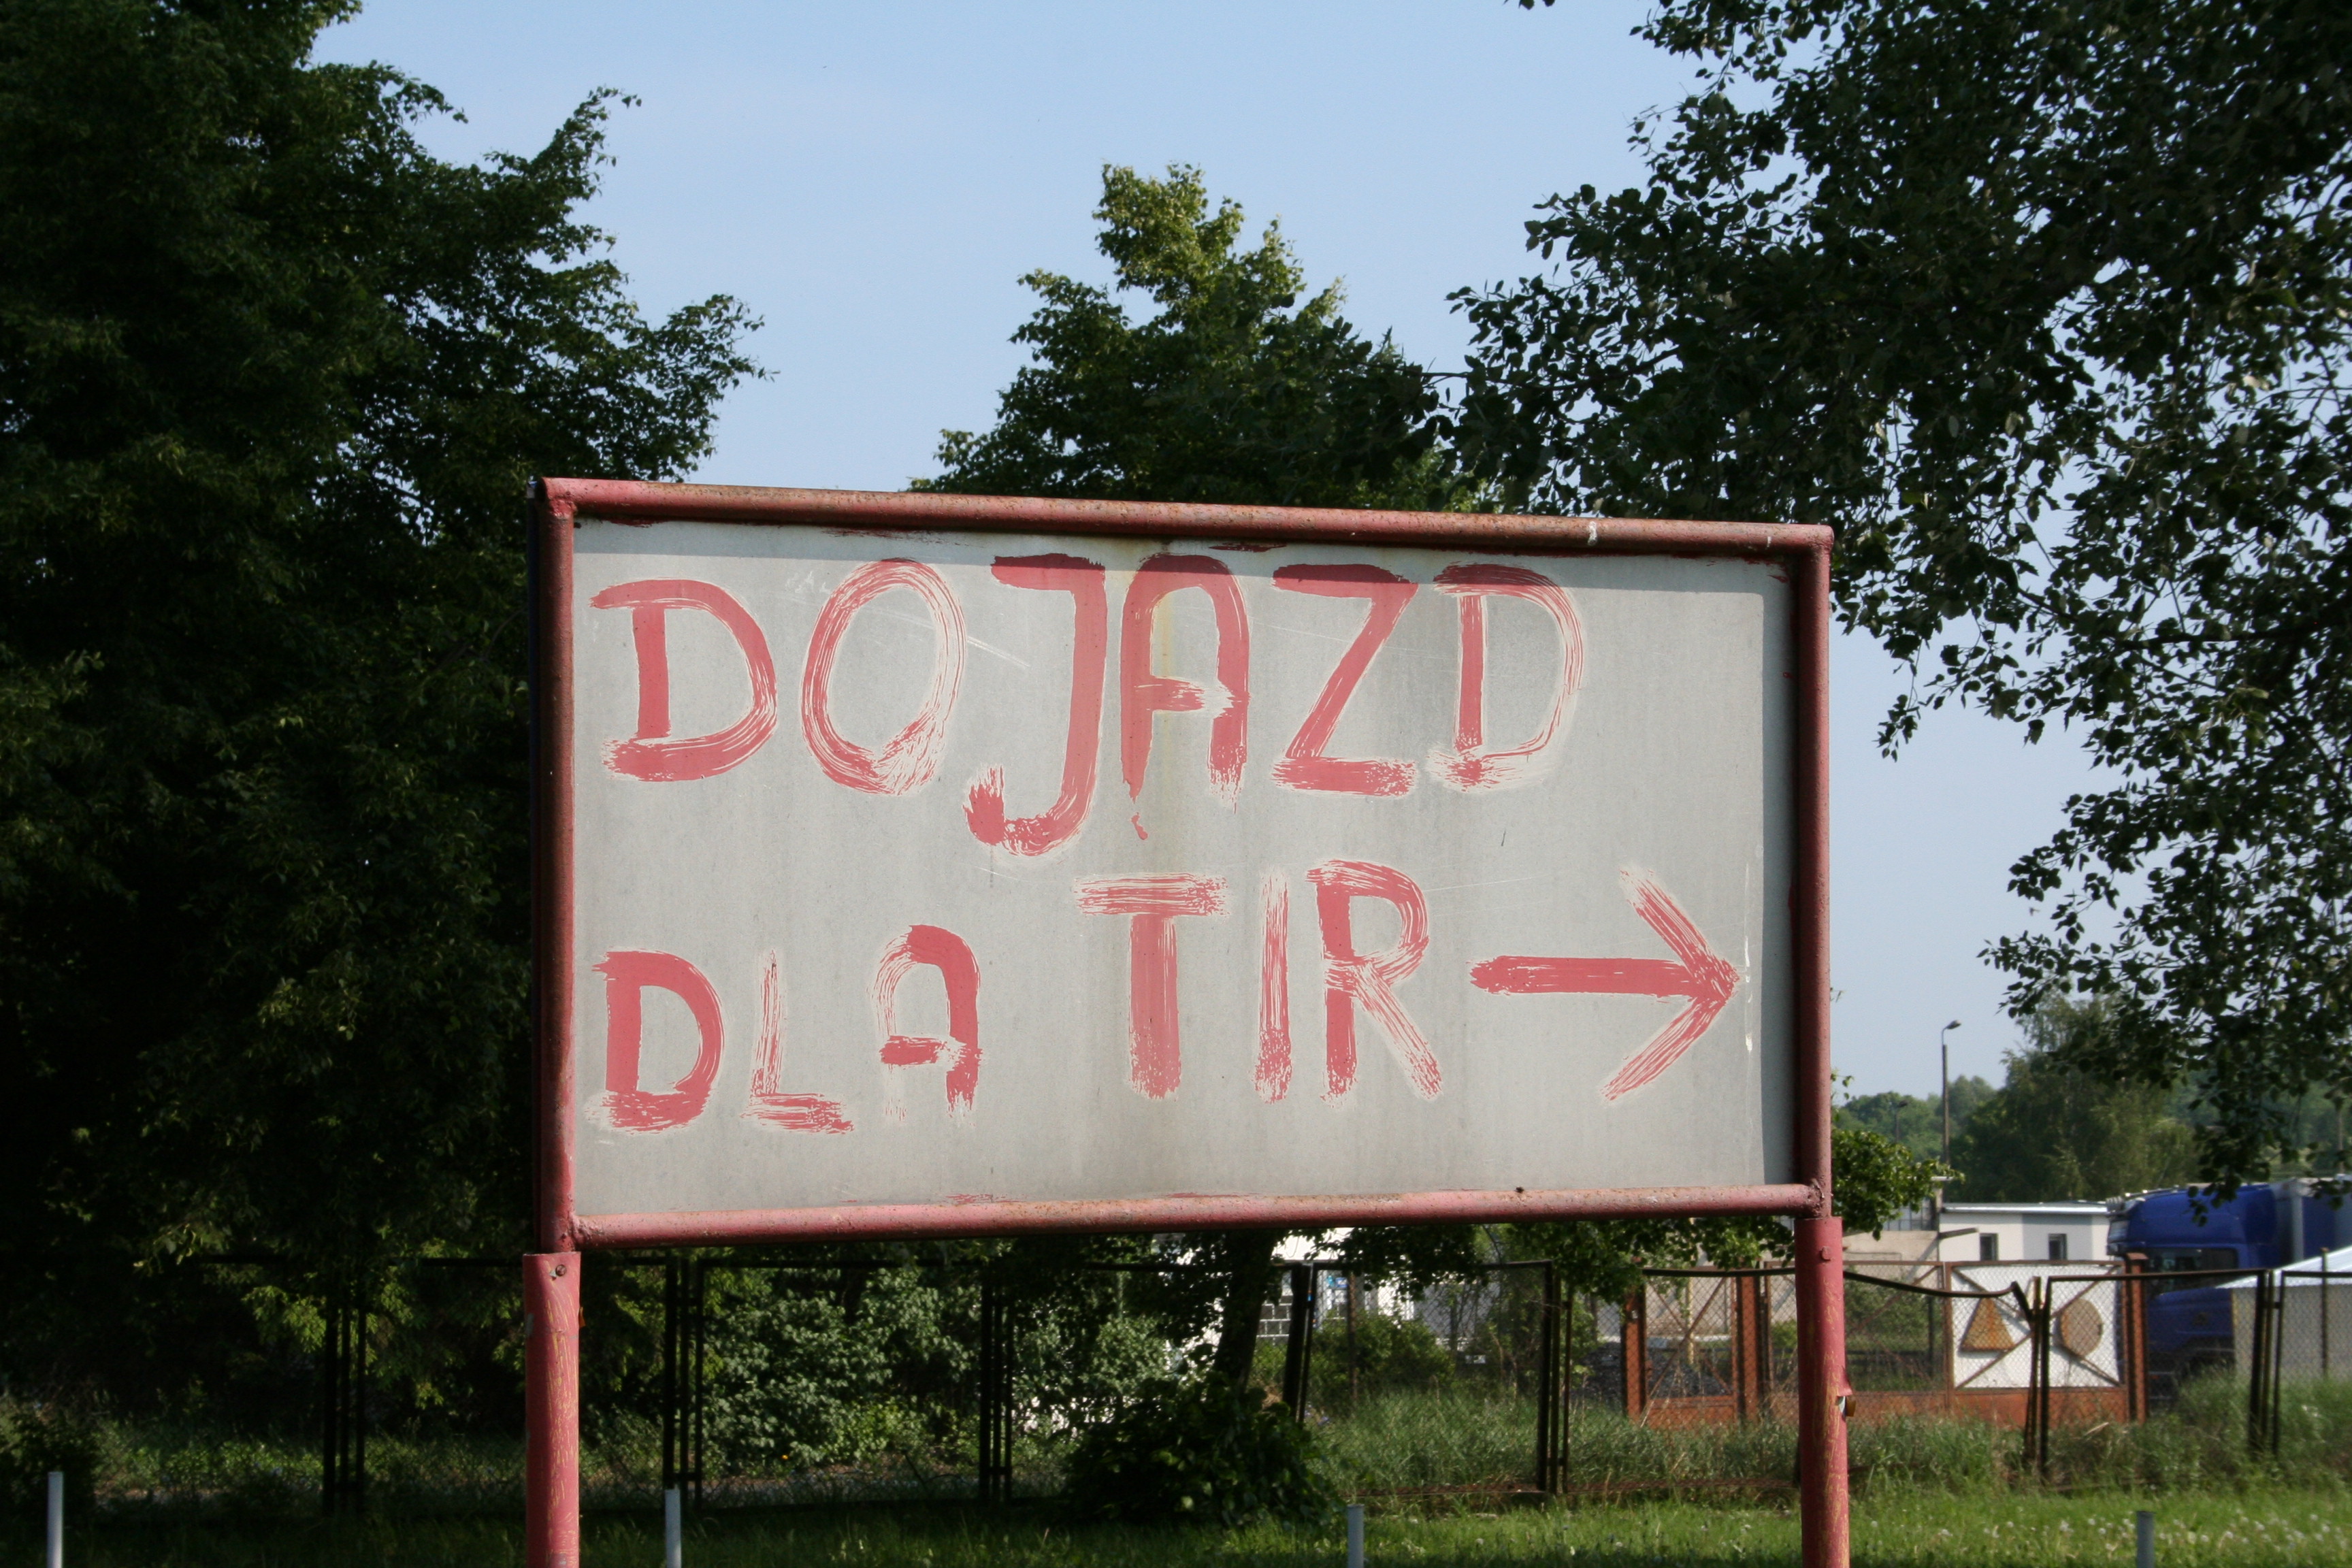 DOJAZD
DLA TIR →